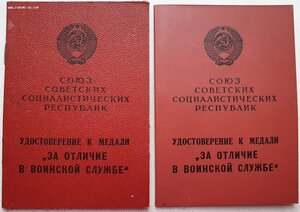 СОЮЗ
СОВЕТСКИХ
СОЦИАЛИСТИЧЕСКИХ
РЕСПУБЛИК
УДОСТОВЕРЕНИЕ К МЕДАЛИ
„ЗА ОТЛИЧИЕ
В ВОИНСКОЙ СЛУЖБЕ“
СОЮЗ
СОВЕТСКИХ
СОЦИАЛИСТИЧЕСКИХ
РЕСПУБЛИК
УДОСТОВЕРЕНИЕ К МЕДАЛИ
„ЗА ОТЛИЧИЕ
В ВОИНСКОЙ СЛУЖБЕ“